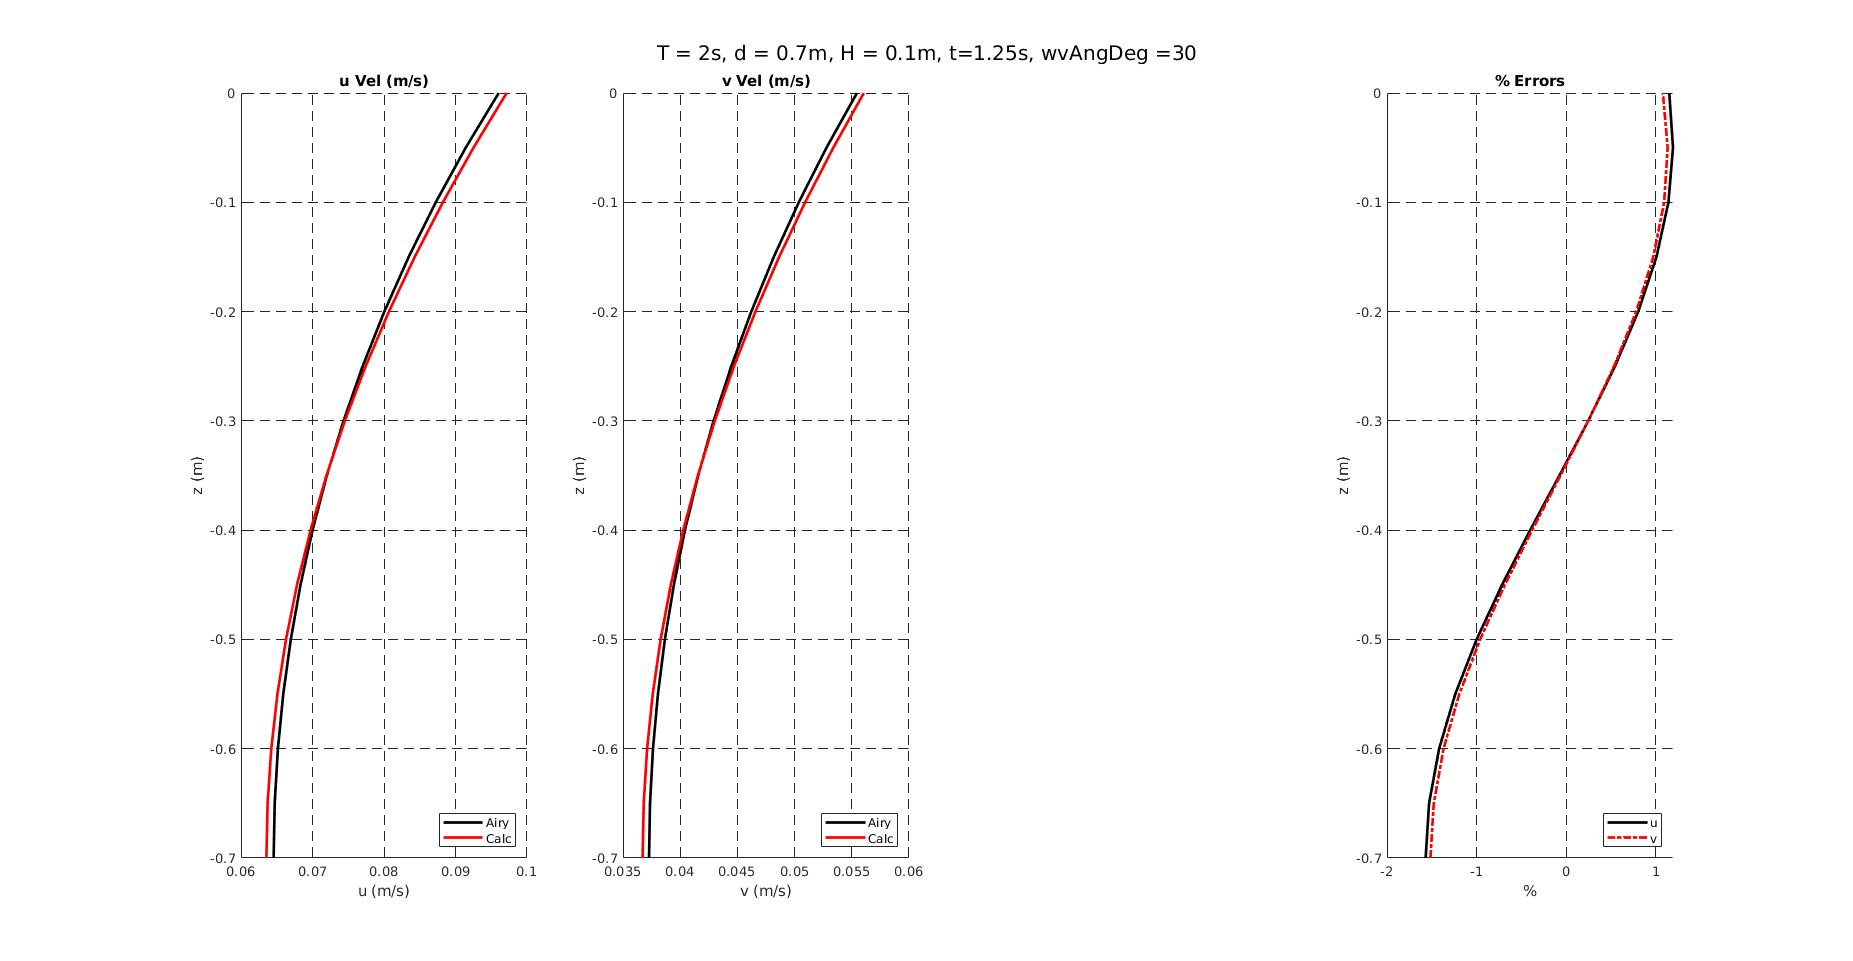 T = 2s, d = 0.7m, H = 0.1m, t=1.25s, wvAngDeg =30
u Vel (m/s)
0
-0.1
-0.2
-0.3
-0.4
-0.5
-0.6
-0.7
z (m)
0.06 0.07 0.08 0.09 0.1
u (m/s)
Airy
Calc
v Vel (m/s)
0
-0.1
-0.2
-0.3
-0.4
-0.5
-0.6
-0.7
z (m)
0.035 0.04 0.045 0.05 0.055 0.06
v (m/s)
Airy
Calc
% Errors
0
-0.1
-0.2
-0.3
-0.4
-0.5
-0.6
-0.7
z (m)
-2 -1 0 1
%
u
v